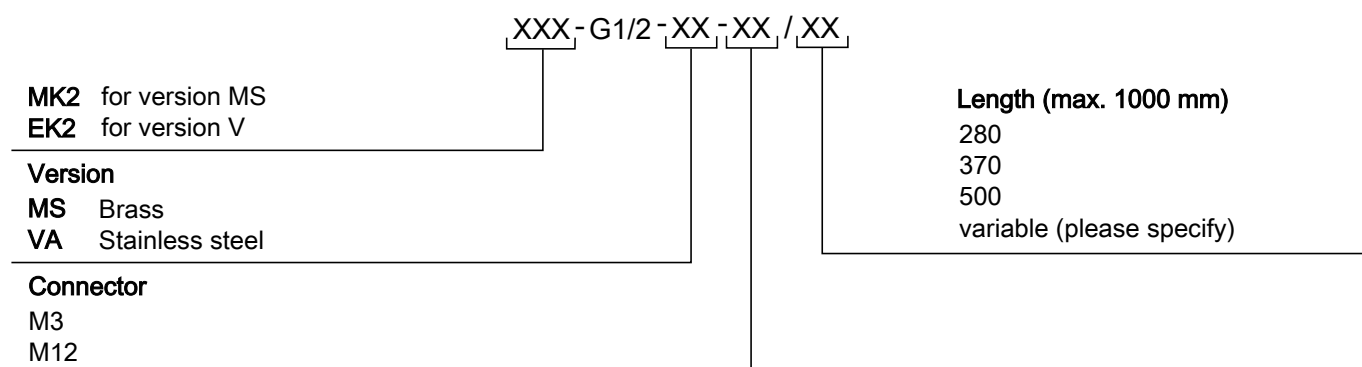 XXX-G1/2-XX-XX/XX
MK2 for version MS
EK2 for version V
Version
MS Brass
VA Stainless steel
Connector
M3
M12
Length (max. 1000 mm)
280
370
500
variable (please specify)